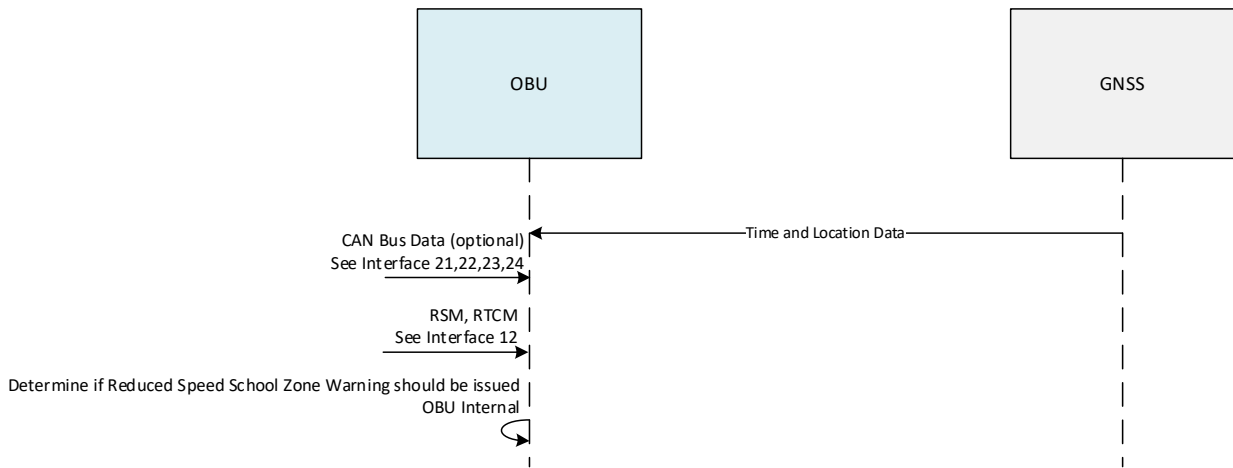 OBU
GNSS
Time and Location Data
CAN Bus Data (optional)
See Interface 21,22,23,24
RSM, RTCM
See Interface 12
Determine if Reduced Speed School Zone Warning should be issued
OBU Internal